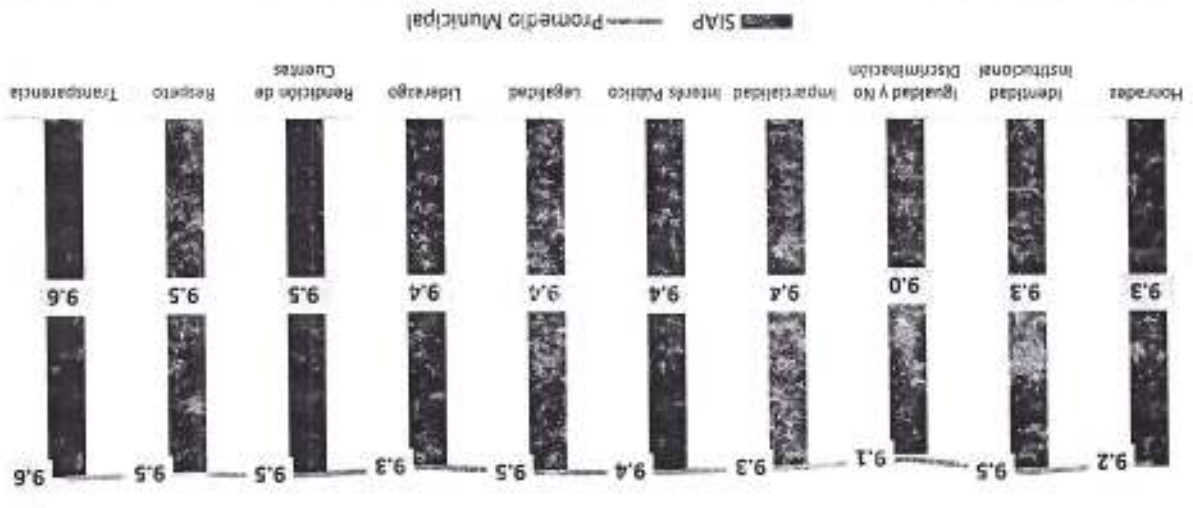 9.2 9.5 9.1 9.3 9.4 9.5 9.3 9.5 9.5 9.6
9.3 9.3 9.0 9.4 9.4 9.4 9.4 9.5 9.5 9.6
Honradez Identidad Igualdad y No Imparcialidad Interés Público Legalidad Liderazgo Rendición de Respeto Transparencia
Institucional Discriminación Cuentas
SIAP Promedio Municipal